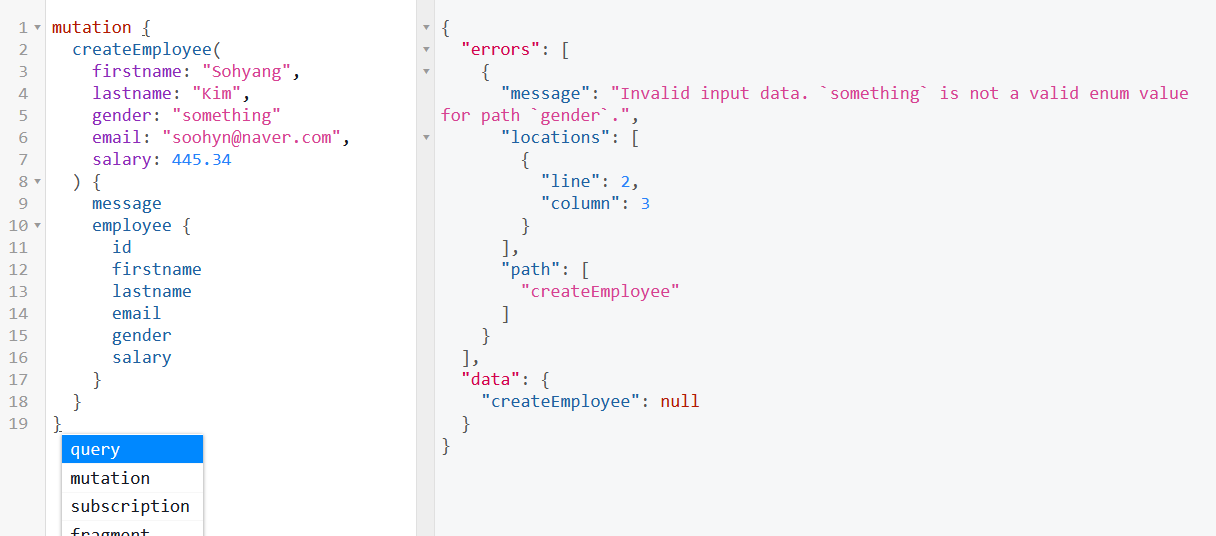 1 mutation {
2 createEmployee(
3 firstname: "Sohyang",
4 lastname: "Kim",
5 gender: "something"
6 email: "soohyn@naver.com",
7 salary: 445.34
8 ) {
9 message
10 employee {
11 id
12 firstname
13 lastname
14 email
15 gender
16 salary
17 }
18 }
19 }
query
mutation
subscription
fragment
{
"errors": [
{
"message": "Invalid input data. `something` is not a valid enum value
for path `gender`.",
"locations": [
{
"line": 2,
"column": 3
}
],
"path": [
"createEmployee"
]
}
],
"data": {
"createEmployee": null
}
}